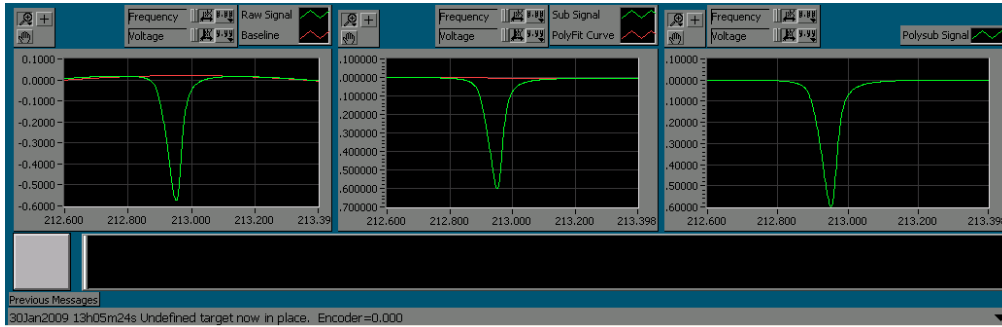 Frequency Raw Signal
Voltage Baseline
0.1000
0.0000
-0.1000
-0.2000
-0.3000
-0.4000
-0.5000
-0.6000
212.600 212.800 213.000 213.200 213.39
Frequency Sub Signal
Voltage PolyFit Curve
.100000
.000000
.100000
.200000
.300000
.400000
.500000
.600000
.700000
212.600 212.800 213.000 213.200 213.398
Frequency
Voltage Polysub Signal
.10000
.00000
.10000
.20000
.30000
.40000
.50000
.60000
212.600 212.800 213.000 213.200 213.398
Previous Messages
30Jan2009 13h05m24s Undefined target now in place. Encoder=0.000